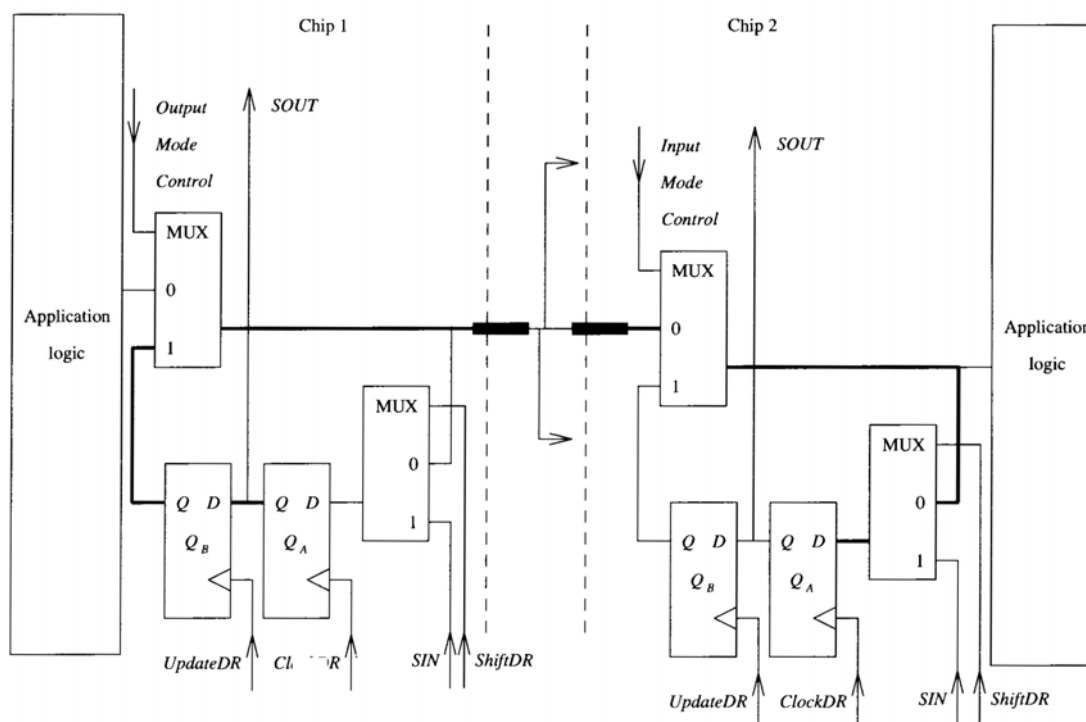 Chip 1
Chip 2
Output
Mode
Control
SOUT
Input
Mode
Control
SOUT
MUX
0
1
Application
logic
MUX
0
1
Application
logic
MUX
0
1
MUX
0
1
Q D
Q_B
Q D
Q_A
Q D
Q_B
Q D
Q_A
UpdateDR
SIN
ShiftDR
UpdateDR
ClockDR
SIN
ShiftDR